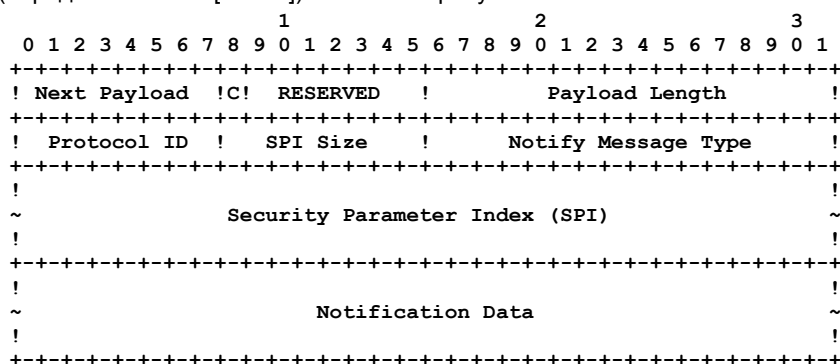 1                   2                   3
 0 1 2 3 4 5 6 7 8 9 0 1 2 3 4 5 6 7 8 9 0 1 2 3 4 5 6 7 8 9 0 1
+-+-+-+-+-+-+-+-+-+-+-+-+-+-+-+-+-+-+-+-+-+-+-+-+-+-+-+-+-+-+-+-+
! Next Payload  !C!  RESERVED   !         Payload Length        !
+-+-+-+-+-+-+-+-+-+-+-+-+-+-+-+-+-+-+-+-+-+-+-+-+-+-+-+-+-+-+-+-+
!  Protocol ID  !   SPI Size    !      Notify Message Type      !
+-+-+-+-+-+-+-+-+-+-+-+-+-+-+-+-+-+-+-+-+-+-+-+-+-+-+-+-+-+-+-+-+
!                                                               !
~                Security Parameter Index (SPI)                 ~
!                                                               !
+-+-+-+-+-+-+-+-+-+-+-+-+-+-+-+-+-+-+-+-+-+-+-+-+-+-+-+-+-+-+-+-+
!                                                               !
~                       Notification Data                       ~
!                                                               !
+-+-+-+-+-+-+-+-+-+-+-+-+-+-+-+-+-+-+-+-+-+-+-+-+-+-+-+-+-+-+-+-+